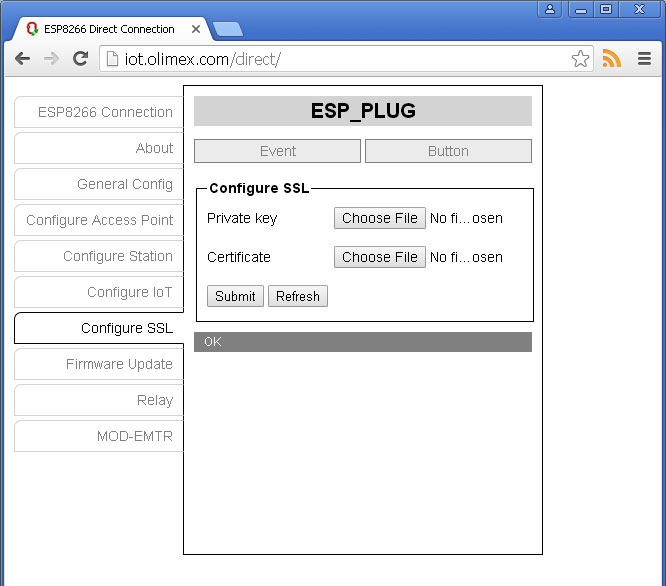 ESP8266 Direct Connection
iot.olimex.com/direct/
ESP8266 Connection
About
General Config
Configure Access Point
Configure Station
Configure IoT
Configure SSL
Firmware Update
Relay
MOD-EMTR
ESP_PLUG
Event Button
Configure SSL
Private key Choose File No fi...osen
Certificate Choose File No fi...osen
Submit Refresh
OK